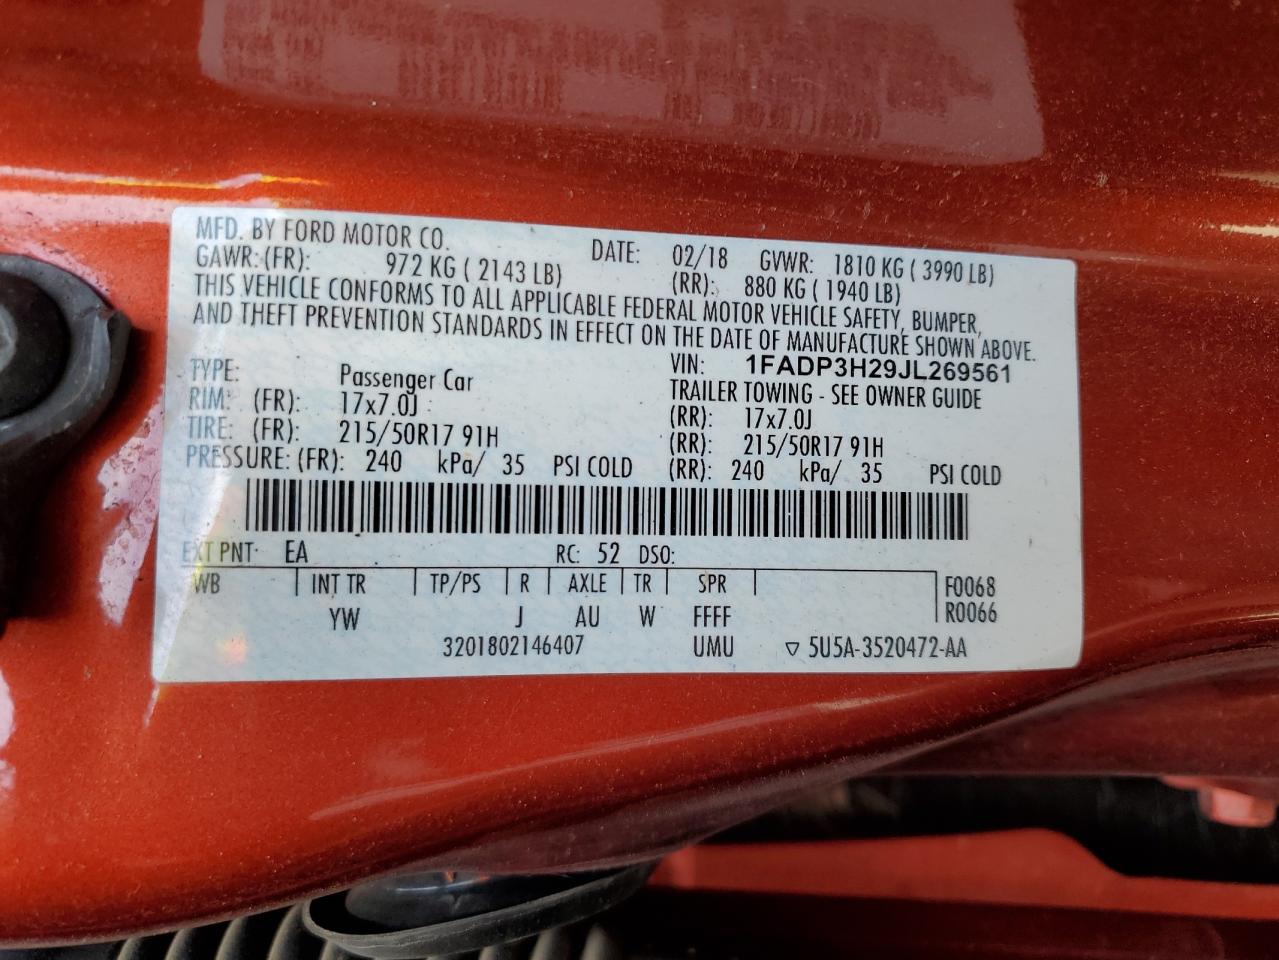 MFD. BY FORD MOTOR CO. DATE: 02/18 GVWR: 1810 KG ( 3990 LB)
GAWR: (FR): 972 KG ( 2143 LB) (RR): 880 KG ( 1940 LB)
THIS VEHICLE CONFORMS TO ALL APPLICABLE FEDERAL MOTOR VEHICLE SAFETY, BUMPER,
AND THEFT PREVENTION STANDARDS IN EFFECT ON THE DATE OF MANUFACTURE SHOWN ABOVE.
VIN: 1FADP3H29JL269561
TYPE: Passenger Car TRAILER TOWING - SEE OWNER GUIDE
RIM: (FR): 17x7.0J (RR): 17x7.0J
TIRE: (FR): 215/50R17 91H (RR): 215/50R17 91H
PRESSURE: (FR): 240 kPa/ 35 PSI COLD (RR): 240 kPa/ 35 PSI COLD
EXT PNT: EA RC: 52 DSO:
WB INT TR TP/PS R AXLE TR SPR F0068
YW J AU W FFFF R0066
3201802146407 UMU ▽ 5U5A-3520472-AA